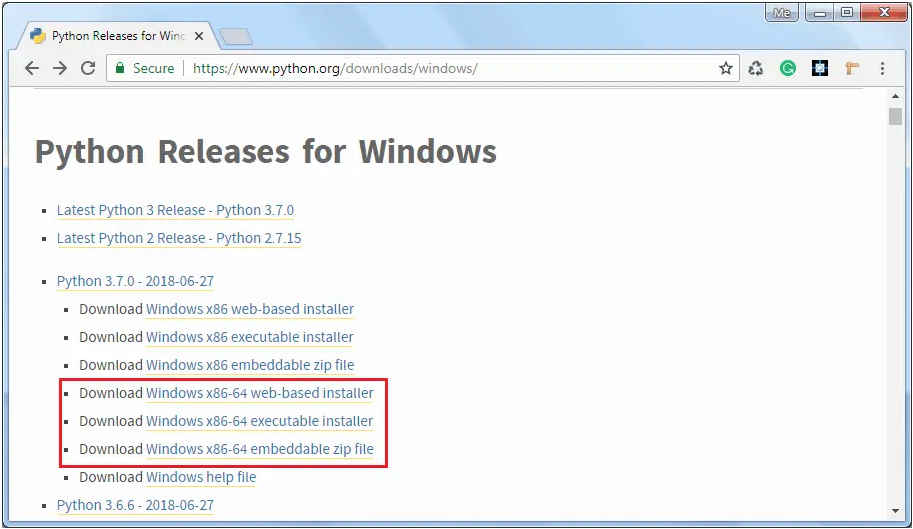 Me
Python Releases for Winc
Secure https://www.python.org/downloads/windows/
Python Releases for Windows
Latest Python 3 Release - Python 3.7.0
Latest Python 2 Release - Python 2.7.15
Python 3.7.0 - 2018-06-27
Download Windows x86 web-based installer
Download Windows x86 executable installer
Download Windows x86 embeddable zip file
Download Windows x86-64 web-based installer
Download Windows x86-64 executable installer
Download Windows x86-64 embeddable zip file
Download Windows help file
Python 3.6.6 - 2018-06-27